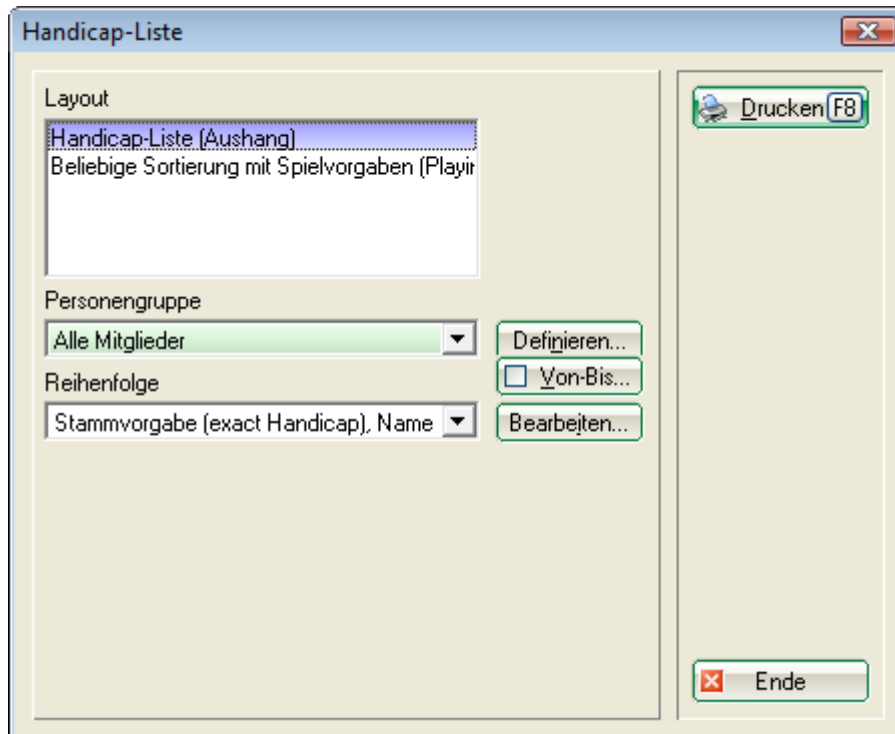 Handicap-Liste
Layout
Handicap-Liste (Aushang)
Beliebige Sortierung mit Spielvorgaben (Playin
Personengruppe
Alle Mitglieder
Definieren...
Von-Bis...
Reihenfolge
Stammvorgabe (exact Handicap), Name
Bearbeiten...
Drucken F8
Ende